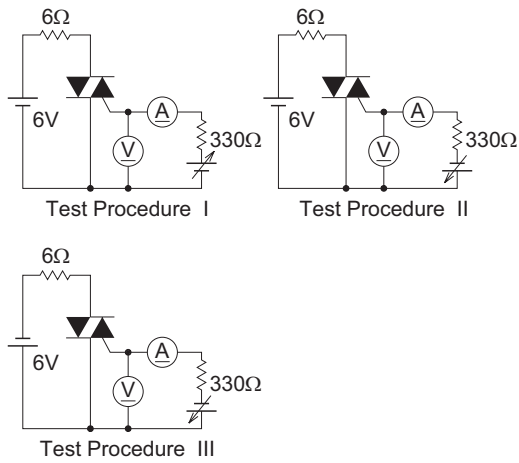 6Ω
6V
A
V
330Ω
Test Procedure I
6Ω
6V
A
V
330Ω
Test Procedure II
6Ω
6V
A
V
330Ω
Test Procedure III